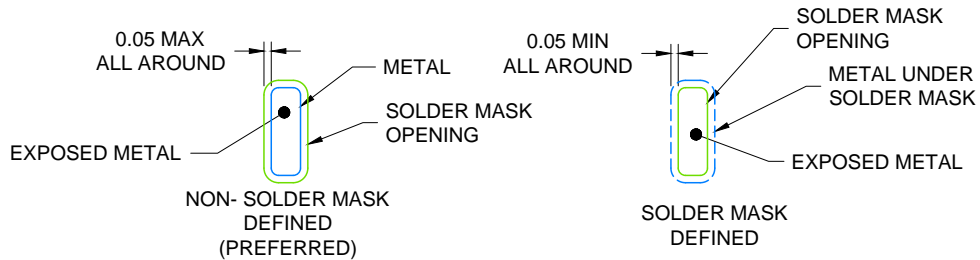 0.05 MAX
ALL AROUND
METAL
SOLDER MASK
OPENING
EXPOSED METAL
NON- SOLDER MASK
DEFINED
(PREFERRED)
0.05 MIN
ALL AROUND
SOLDER MASK
OPENING
METAL UNDER
SOLDER MASK
EXPOSED METAL
SOLDER MASK
DEFINED